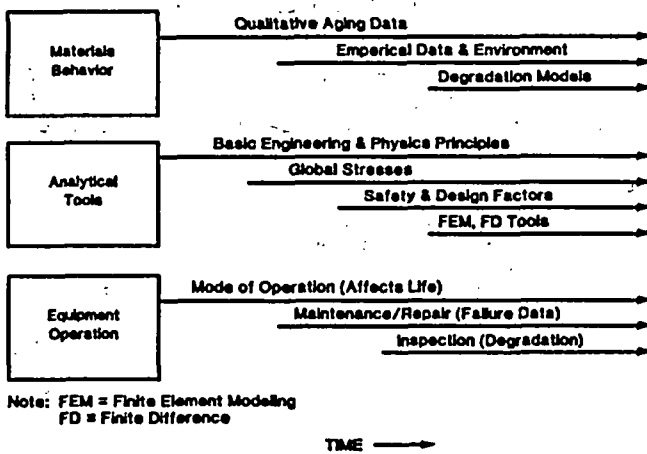 Qualitative Aging Data
Materials
Behavior
Emperical Data & Environment
Degradation Models
Basic Engineering & Physics Principles
Analytical
Tools
Global Stresses
Safety & Design Factors
FEM, FD Tools
Mode of Operation (Affects Life)
Equipment
Operation
Maintenance/Repair (Failure Data)
Inspection (Degradation)
Note: FEM = Finite Element Modeling
FD = Finite Difference
TIME